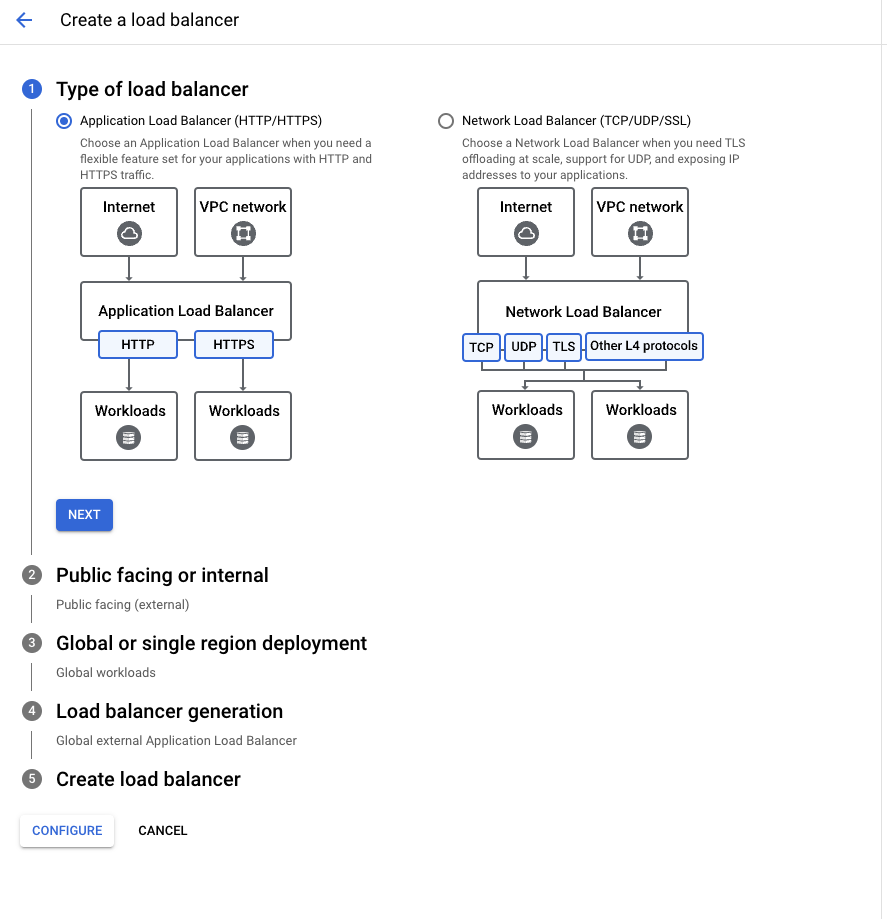 Create a load balancer
1
Type of load balancer
Application Load Balancer (HTTP/HTTPS)
Choose an Application Load Balancer when you need a
flexible feature set for your applications with HTTP and
HTTPS traffic.
Internet
VPC network
Application Load Balancer
HTTP
HTTPS
Workloads
Workloads
Network Load Balancer (TCP/UDP/SSL)
Choose a Network Load Balancer when you need TLS
offloading at scale, support for UDP, and exposing IP
addresses to your applications.
Internet
VPC network
Network Load Balancer
TCP
UDP
TLS
Other L4 protocols
Workloads
Workloads
NEXT
2
Public facing or internal
Public facing (external)
3
Global or single region deployment
Global workloads
4
Load balancer generation
Global external Application Load Balancer
5
Create load balancer
CONFIGURE
CANCEL